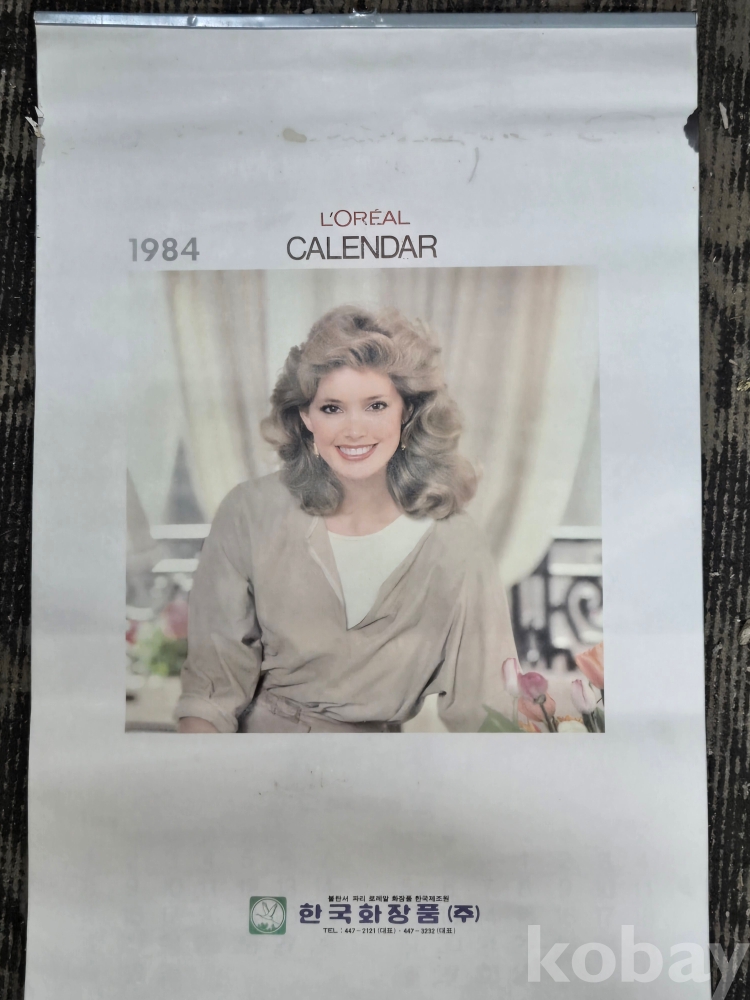 L'ORÉAL
1984 CALENDAR
불란서 파리 로레알 화장품 한국제조원
한국화장품(주)
TEL : 447-2121(대표) · 447-3232(대표)
kobay